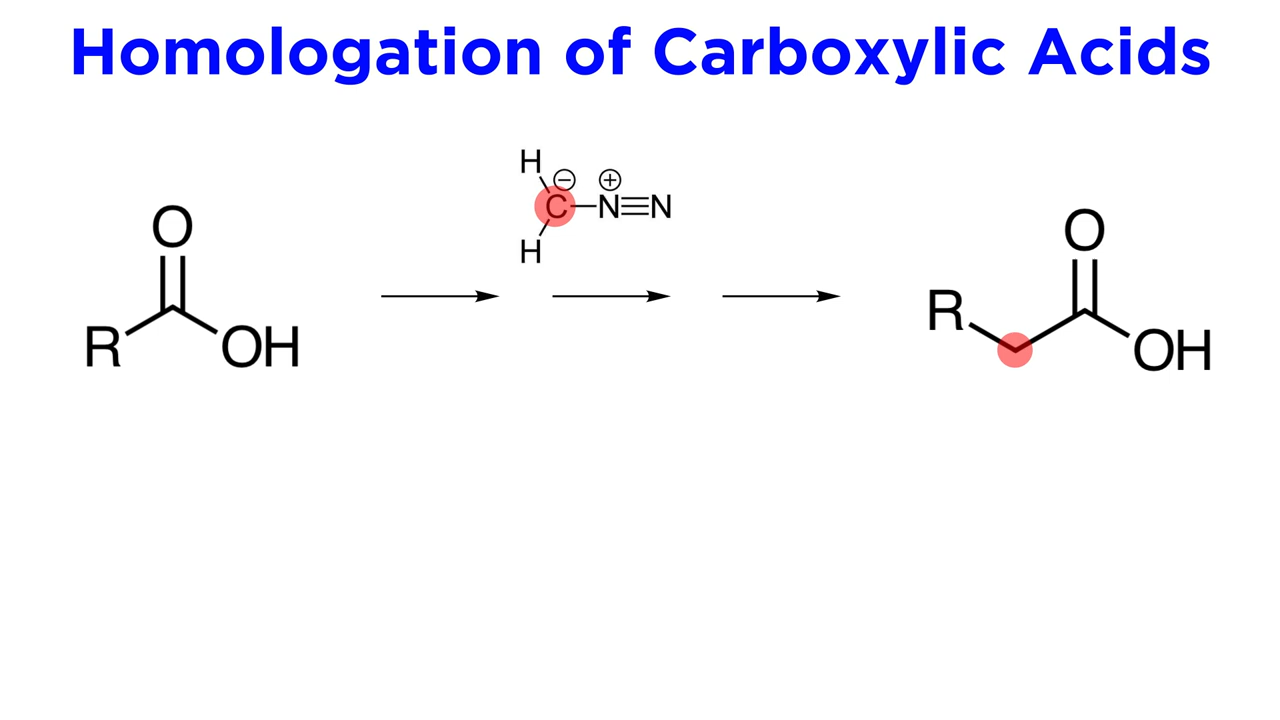 Homologation of Carboxylic Acids
H
⊖ ⊕
C—N≡N
H
O
R
OH
O
R
OH